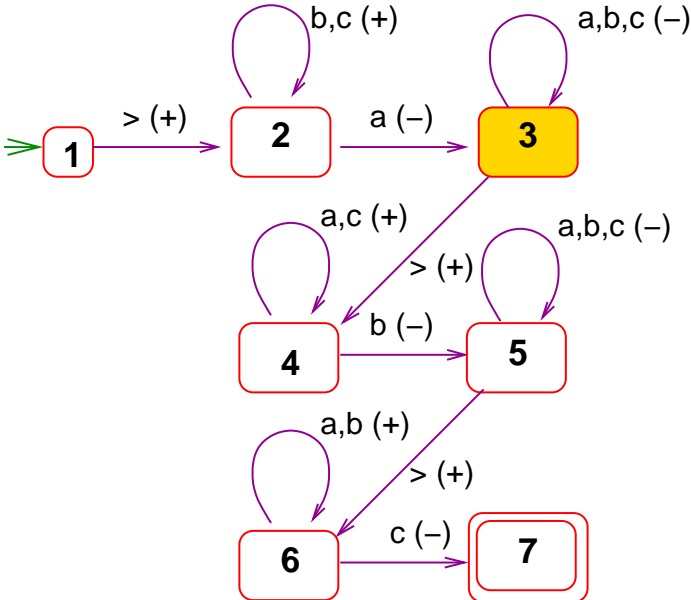 b,c (+)
a,b,c (–)
> (+)
1
2
a (–)
3
a,c (+)
a,b,c (–)
> (+)
4
b (–)
5
a,b (+)
> (+)
6
c (–)
7